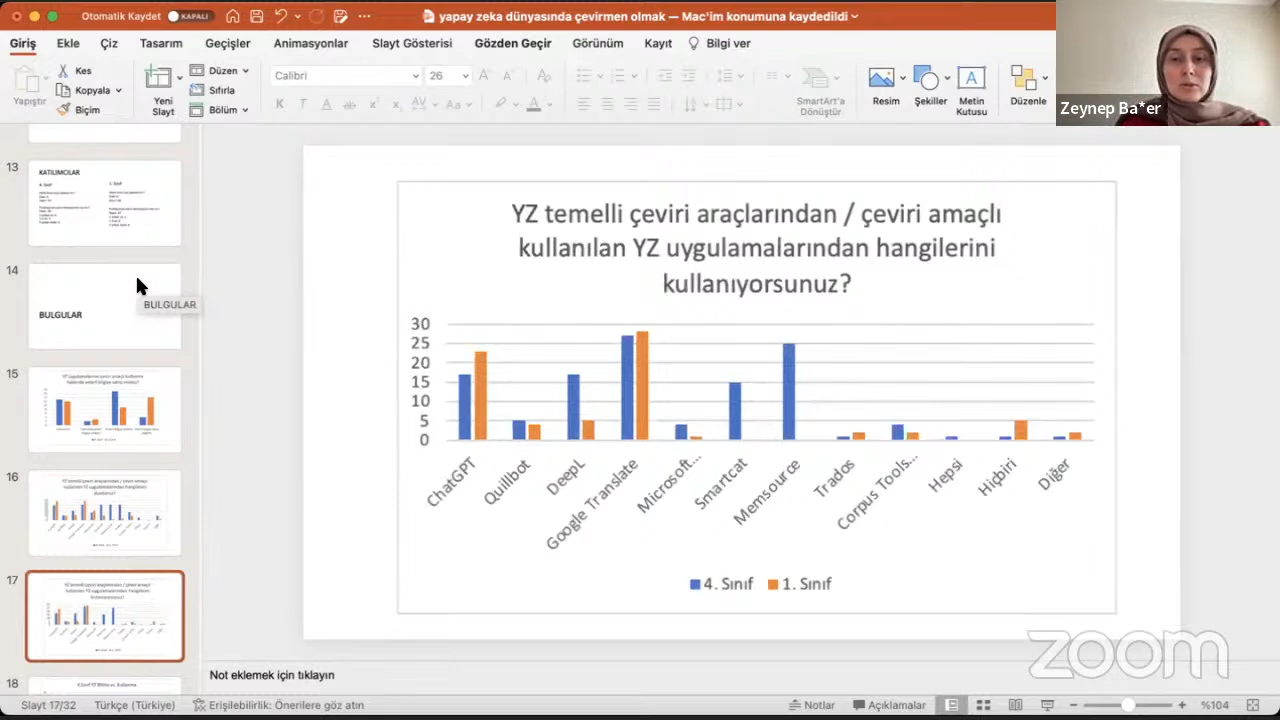 Otomatik Kaydet KAPALI
yapay zeka dünyasında çevirmen olmak — Mac'im konumuna kaydedildi
Giriş Ekle Çiz Tasarım Geçişler Animasyonlar Slayt Gösterisi Gözden Geçir Görünüm Kayıt Bilgi ver
Yapıştır
Kes
Kopyala
Biçim
Yeni Slayt
Düzen
Sıfırla
Bölüm
Calibri 26
K T
SmartArt'a Dönüştür
Resim
Şekiller
Metin Kutusu
Düzenle
Zeynep Ba*er
13
KATILIMCILAR
4. Sınıf 1. Sınıf
14
BULGULAR
BULGULAR
15
16
17
18
YZ temelli çeviri araçlarından / çeviri amaçlı
kullanılan YZ uygulamalarından hangilerini
kullanıyorsunuz?
30
25
20
15
10
5
0
ChatGPT
Quillbot
DeepL
Google Translate
Microsoft...
Smartcat
Memsource
Trados
Corpus Tools...
Hepsi
Hiçbiri
Diğer
4. Sınıf 1. Sınıf
zoom
Not eklemek için tıklayın
Slayt 17/32 Türkçe (Türkiye) Erişilebilirlik: Önerilere göz atın Notlar Açıklamalar %104